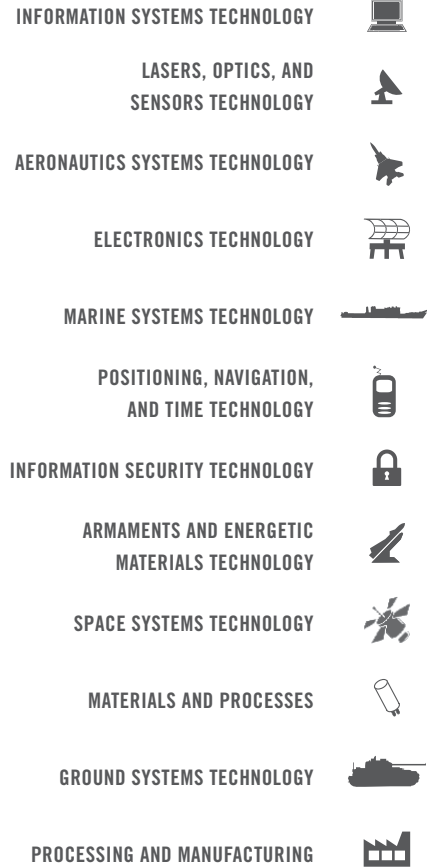 INFORMATION SYSTEMS TECHNOLOGY
LASERS, OPTICS, AND
SENSORS TECHNOLOGY
AERONAUTICS SYSTEMS TECHNOLOGY
ELECTRONICS TECHNOLOGY
MARINE SYSTEMS TECHNOLOGY
POSITIONING, NAVIGATION,
AND TIME TECHNOLOGY
INFORMATION SECURITY TECHNOLOGY
ARMAMENTS AND ENERGETIC
MATERIALS TECHNOLOGY
SPACE SYSTEMS TECHNOLOGY
MATERIALS AND PROCESSES
GROUND SYSTEMS TECHNOLOGY
PROCESSING AND MANUFACTURING